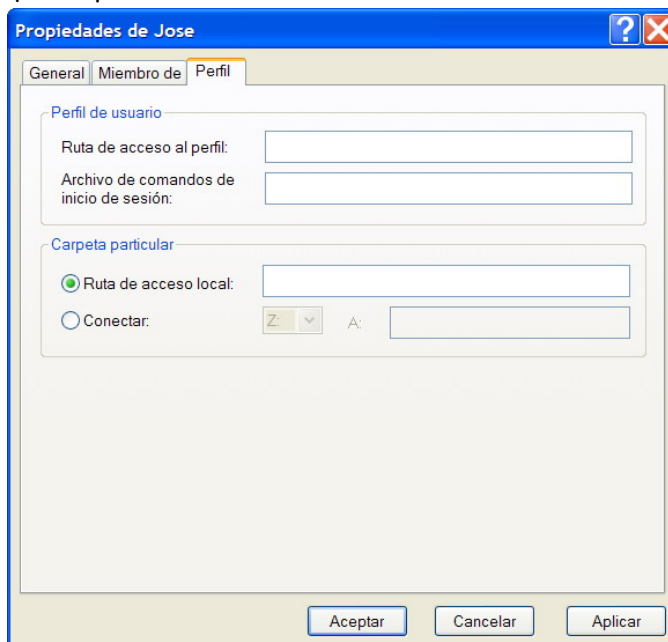 Propiedades de Jose
General Miembro de Perfil
Perfil de usuario
Ruta de acceso al perfil:
Archivo de comandos de
inicio de sesión:
Carpeta particular
Ruta de acceso local:
Conectar: Z: A:
Aceptar Cancelar Aplicar